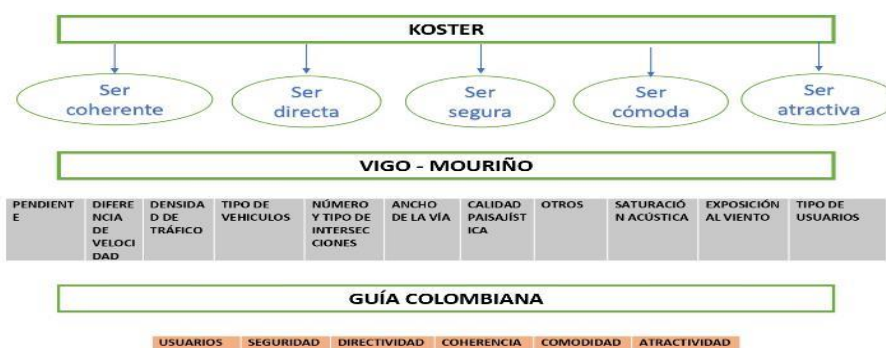 KOSTER
Ser
coherente
Ser
directa
Ser
segura
Ser
cómoda
Ser
atractiva
VIGO - MOURIÑO
PENDIENT
E
DIFERE
NCIA
DE
VELOCI
DAD
DENSIDA
D DE
TRÁFICO
TIPO DE
VEHICULOS
NÚMERO
Y TIPO DE
INTERSEC
CIONES
ANCHO
DE LA VÍA
CALIDAD
PAISAJÍST
ICA
OTROS
SATURACIÓ
N ACÚSTICA
EXPOSICIÓN
AL VIENTO
TIPO DE
USUARIOS
GUÍA COLOMBIANA
USUARIOS SEGURIDAD DIRECTIVIDAD COHERENCIA COMODIDAD ATRACTIVIDAD